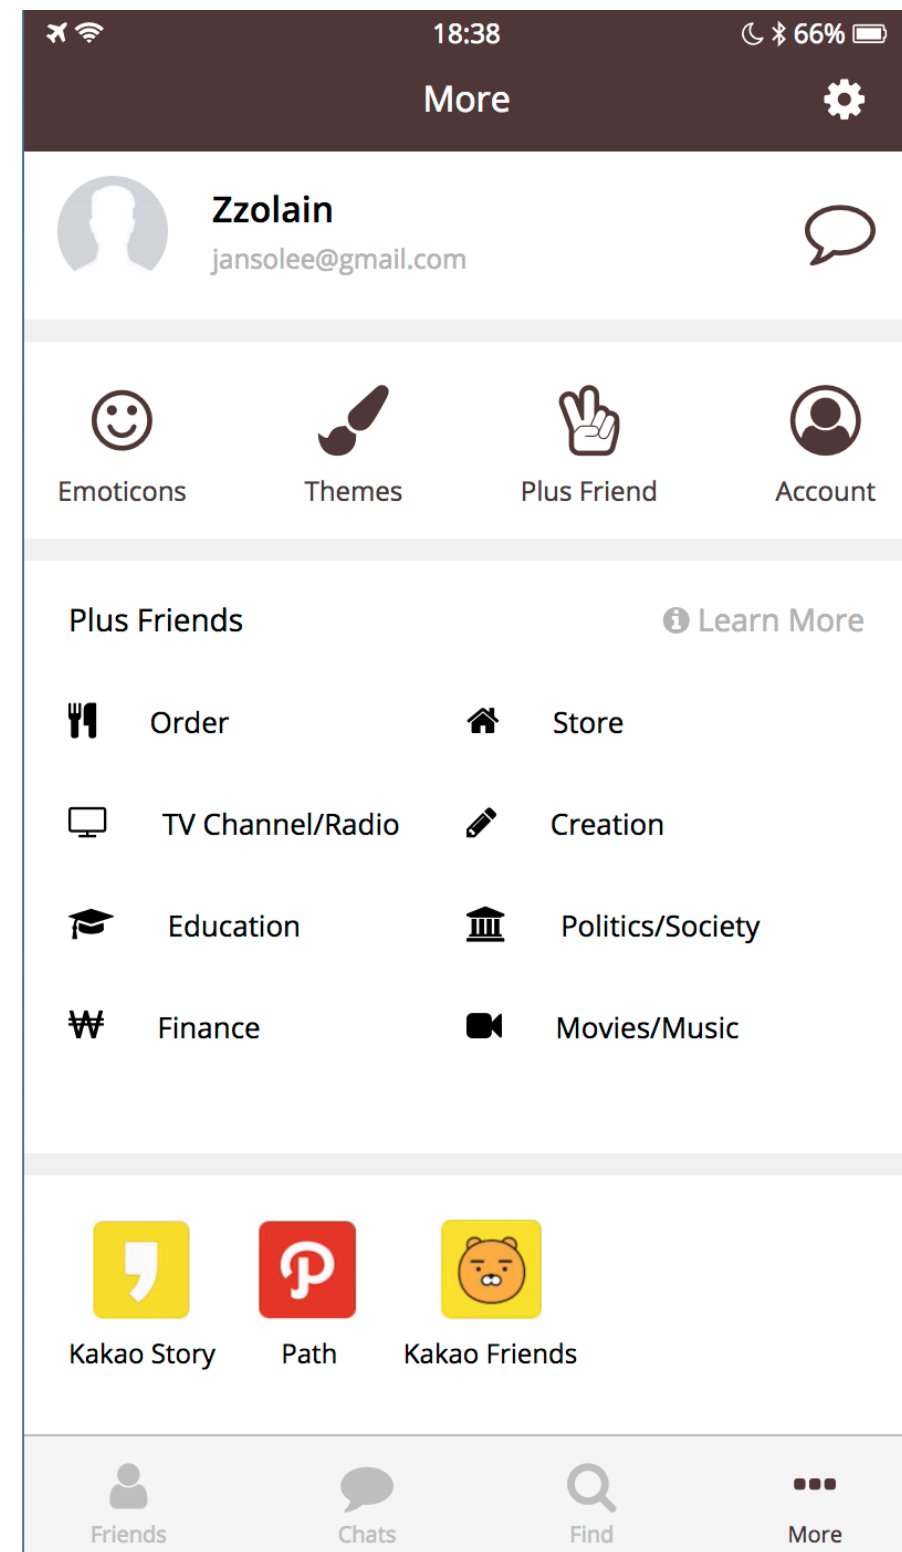 18:38
66%
More
Zzolain
jansolee@gmail.com
Emoticons Themes Plus Friend Account
Plus Friends Learn More
Order Store
TV Channel/Radio Creation
Education Politics/Society
Finance Movies/Music
Kakao Story Path Kakao Friends
Friends Chats Find More